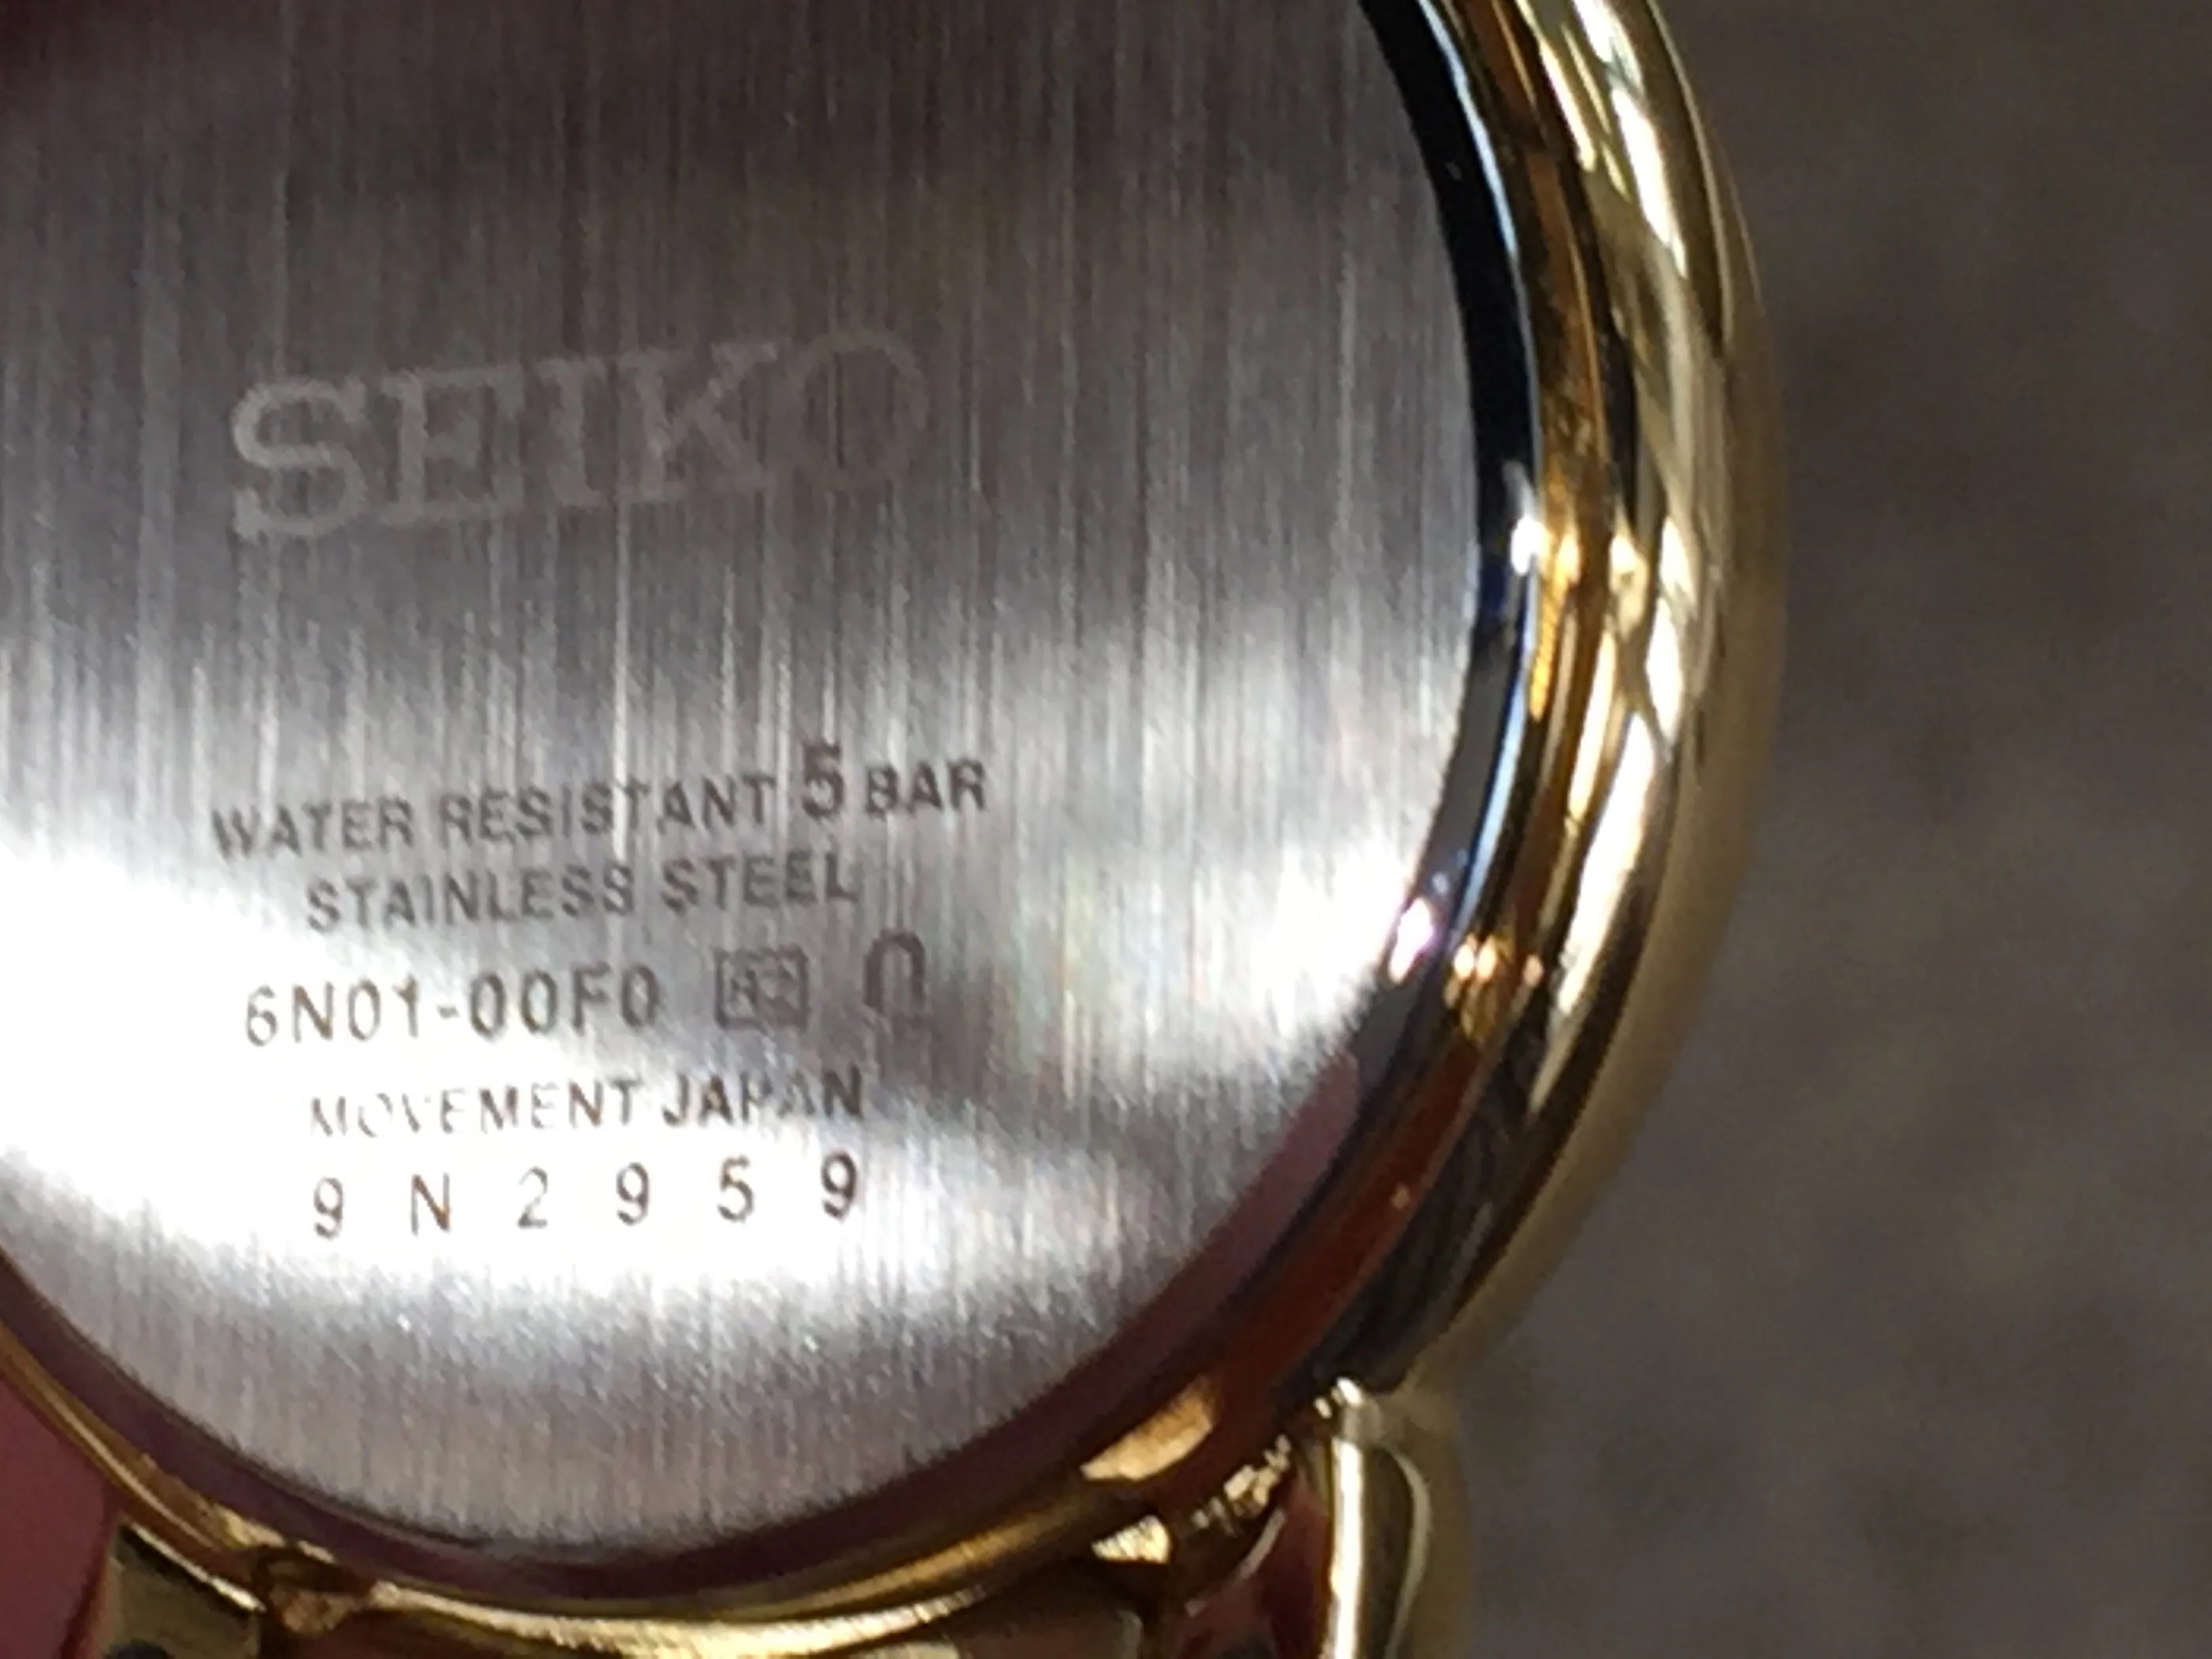 SEIKO
WATER RESISTANT 5 BAR
STAINLESS STEEL
6N01-00F0
MOVEMENT JAPAN
9N2959